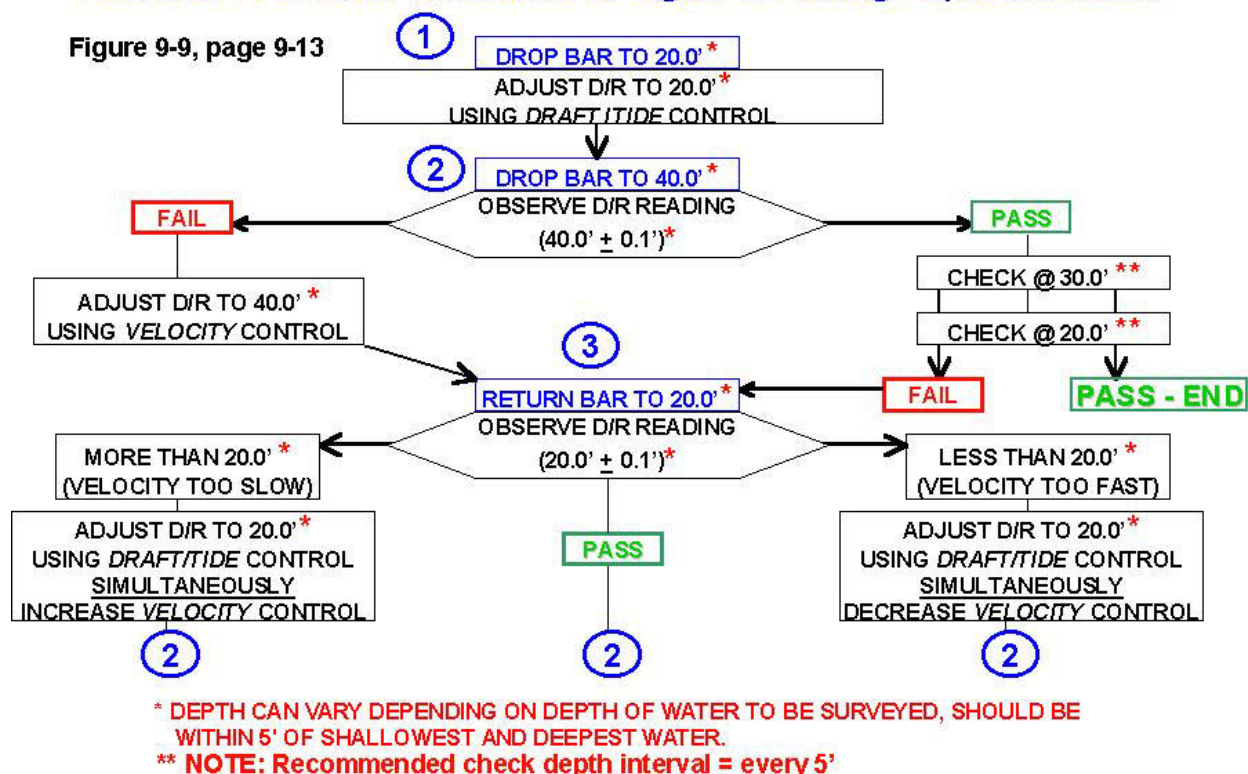 Figure 9-9, page 9-13
1
DROP BAR TO 20.0' *
ADJUST D/R TO 20.0' *
USING DRAFT/TIDE CONTROL
2
DROP BAR TO 40.0' *
OBSERVE D/R READING
(40.0' ± 0.1')*
FAIL
PASS
ADJUST D/R TO 40.0' *
USING VELOCITY CONTROL
CHECK @ 30.0' **
CHECK @ 20.0' **
FAIL
PASS - END
3
RETURN BAR TO 20.0' *
OBSERVE D/R READING
(20.0' ± 0.1')*
MORE THAN 20.0' *
(VELOCITY TOO SLOW)
ADJUST D/R TO 20.0' *
USING DRAFT/TIDE CONTROL
SIMULTANEOUSLY
INCREASE VELOCITY CONTROL
2
PASS
2
LESS THAN 20.0' *
(VELOCITY TOO FAST)
ADJUST D/R TO 20.0' *
USING DRAFT/TIDE CONTROL
SIMULTANEOUSLY
DECREASE VELOCITY CONTROL
2
* DEPTH CAN VARY DEPENDING ON DEPTH OF WATER TO BE SURVEYED, SHOULD BE
WITHIN 5' OF SHALLOWEST AND DEEPEST WATER.
** NOTE: Recommended check depth interval = every 5'